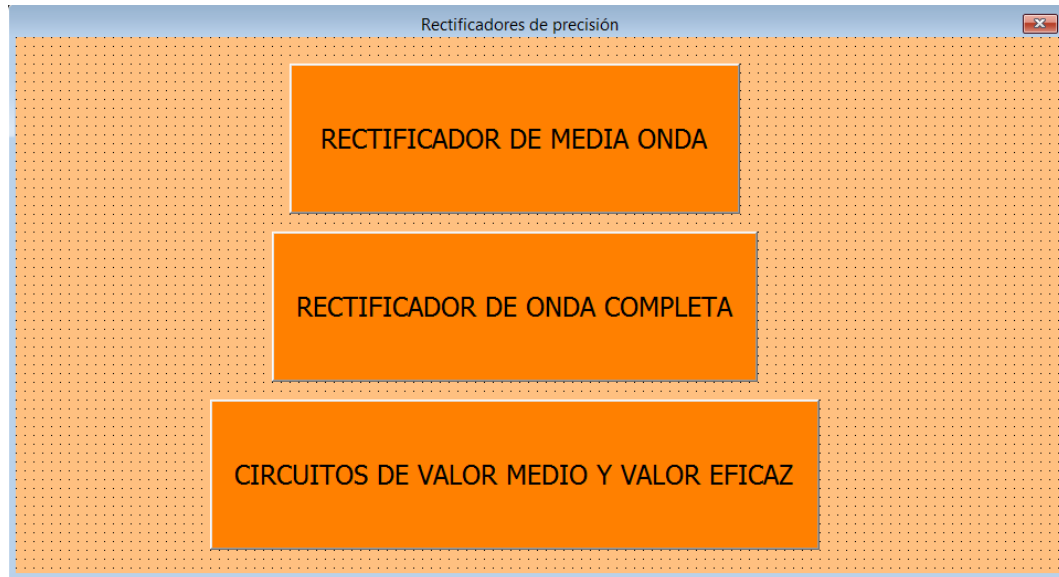 Rectificadores de precisión
RECTIFICADOR DE MEDIA ONDA
RECTIFICADOR DE ONDA COMPLETA
CIRCUITOS DE VALOR MEDIO Y VALOR EFICAZ